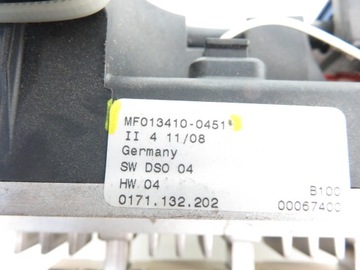 MF013410-0451*
II 4 11/08
Germany
SW DSO 04
HW 04 B100
0171.132.202 00067400